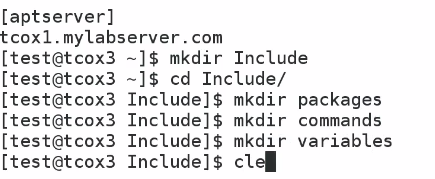 [aptserver]
tcox1.mylabserver.com
[test@tcox3 ~]$ mkdir Include
[test@tcox3 ~]$ cd Include/
[test@tcox3 Include]$ mkdir packages
[test@tcox3 Include]$ mkdir commands
[test@tcox3 Include]$ mkdir variables
[test@tcox3 Include]$ cle